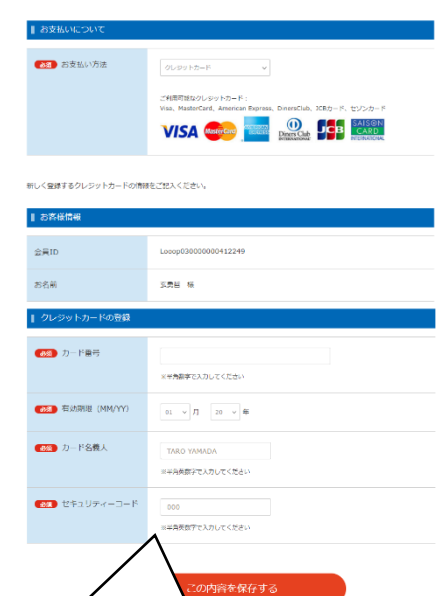 お支払いについて
必須 お支払い方法
クレジットカード
ご利用可能なクレジットカード：
Visa、MasterCard、American Express、DinersClub、JCBカード、セゾンカード
VISA MasterCard AMERICAN EXPRESS Diners Club INTERNATIONAL JCB SAISON CARD INTERNATIONAL
新しく登録するクレジットカードの情報をご記入ください。
お客様情報
会員ID Looop030000000412249
お名前 様
クレジットカードの登録
必須 カード番号
※半角数字で入力してください
必須 有効期限 (MM/YY) 01 月 20 年
必須 カード名義人 TARO YAMADA
※半角英数字で入力してください
必須 セキュリティーコード 000
※半角英数字で入力してください
この内容を保存する